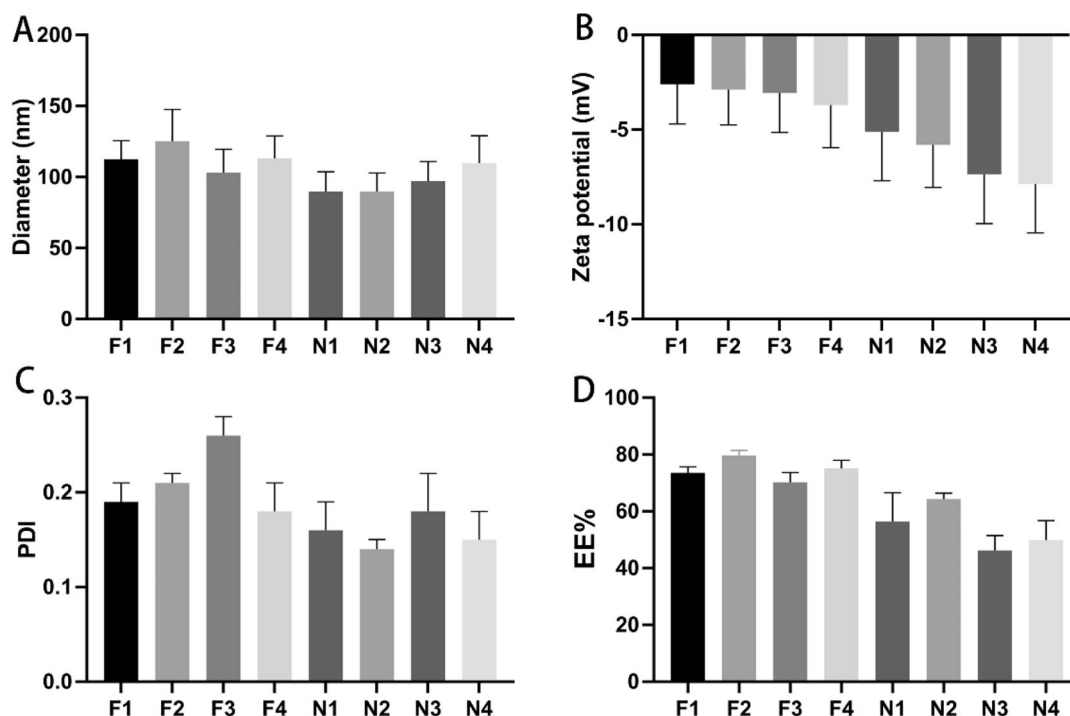 A
Diameter (nm)
200
150
100
50
0
F1 F2 F3 F4 N1 N2 N3 N4
B
Zeta potential (mV)
0
-5
-10
-15
F1 F2 F3 F4 N1 N2 N3 N4
C
PDI
0.3
0.2
0.1
0.0
F1 F2 F3 F4 N1 N2 N3 N4
D
EE%
100
80
60
40
20
0
F1 F2 F3 F4 N1 N2 N3 N4